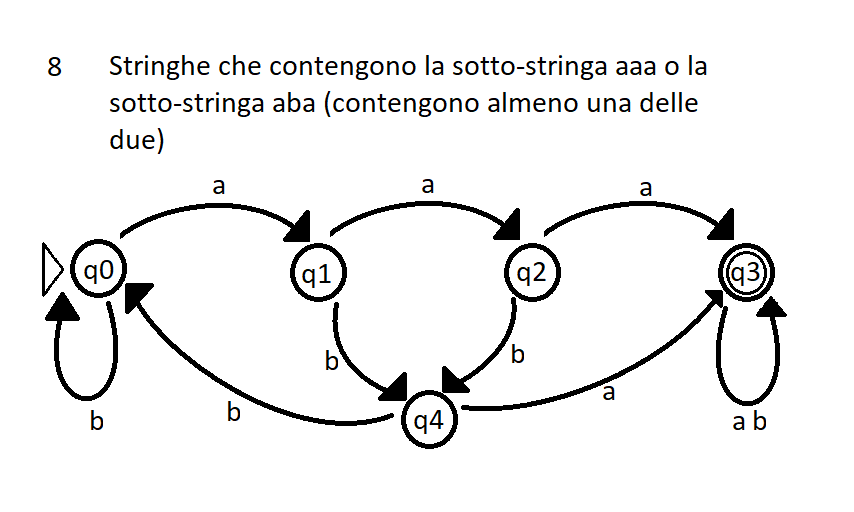 8 Stringhe che contengono la sotto-stringa aaa o la
sotto-stringa aba (contengono almeno una delle
due)
a
a
a
q0
q1
q2
q3
b
b
b
b
a
q4
a b